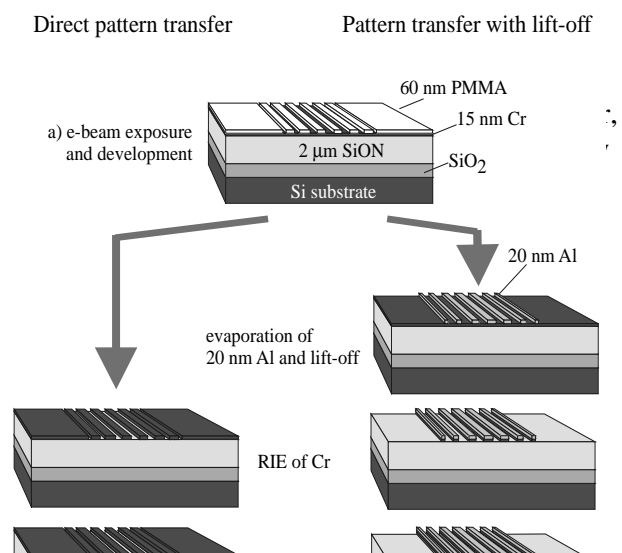 Direct pattern transfer
Pattern transfer with lift-off
60 nm PMMA
15 nm Cr
a) e-beam exposure
and development
2 μm SiON
SiO2
Si substrate
20 nm Al
evaporation of
20 nm Al and lift-off
RIE of Cr